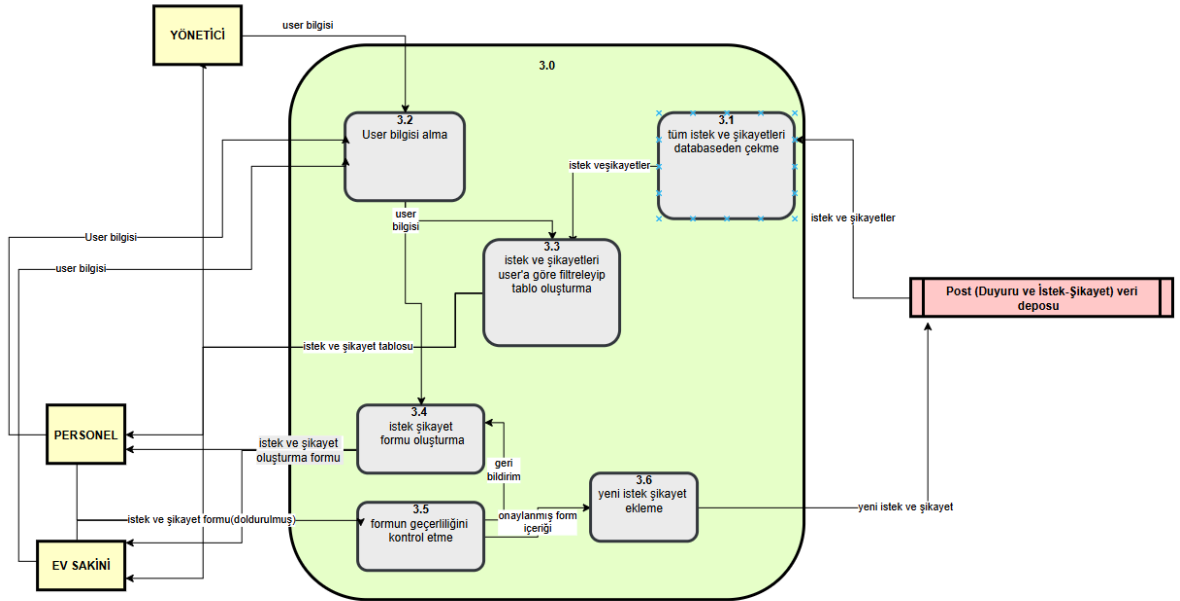 YÖNETİCİ
user bilgisi
3.0
3.2
User bilgisi alma
3.1
tüm istek ve şikayetleri
databaseden çekme
istek veşikayetler
user
bilgisi
istek ve şikayetler
User bilgisi
3.3
istek ve şikayetleri
user'a göre filtreleyip
tablo oluşturma
user bilgisi
Post (Duyuru ve İstek-Şikayet) veri
deposu
istek ve şikayet tablosu
3.4
istek şikayet
formu oluşturma
PERSONEL
istek ve şikayet
oluşturma formu
geri
bildirim
3.6
yeni istek şikayet
ekleme
3.5
formun geçerliliğini
kontrol etme
onaylanmış form
içeriği
yeni istek ve şikayet
istek ve şikayet formu(doldurulmuş)
EV SAKİNİ